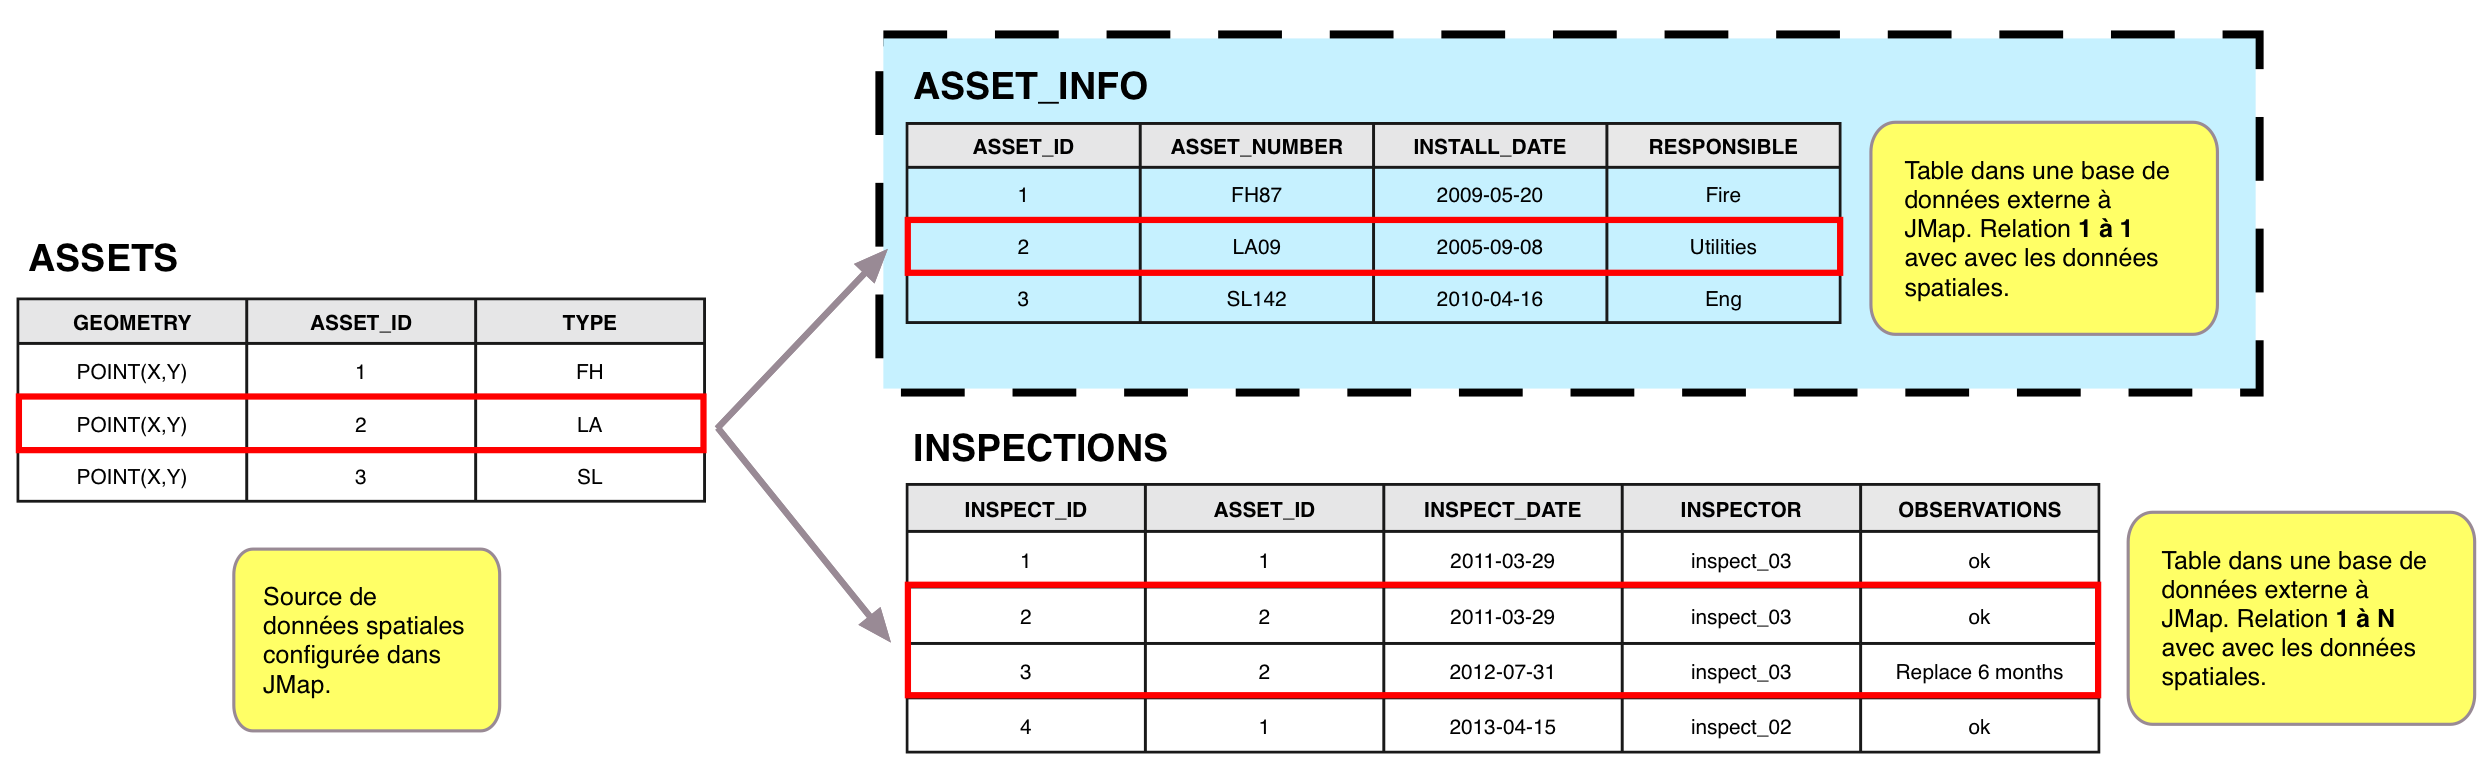 ASSET_INFO
ASSET_ID ASSET_NUMBER INSTALL_DATE RESPONSIBLE
1 FH87 2009-05-20 Fire
2 LA09 2005-09-08 Utilities
3 SL142 2010-04-16 Eng
Table dans une base de
données externe à
JMap. Relation 1 à 1
avec avec les données
spatiales.
ASSETS
GEOMETRY ASSET_ID TYPE
POINT(X,Y) 1 FH
POINT(X,Y) 2 LA
POINT(X,Y) 3 SL
Source de
données spatiales
configurée dans
JMap.
INSPECTIONS
INSPECT_ID ASSET_ID INSPECT_DATE INSPECTOR OBSERVATIONS
1 1 2011-03-29 inspect_03 ok
2 2 2011-03-29 inspect_03 ok
3 2 2012-07-31 inspect_03 Replace 6 months
4 1 2013-04-15 inspect_02 ok
Table dans une base de
données externe à
JMap. Relation 1 à N
avec avec les données
spatiales.